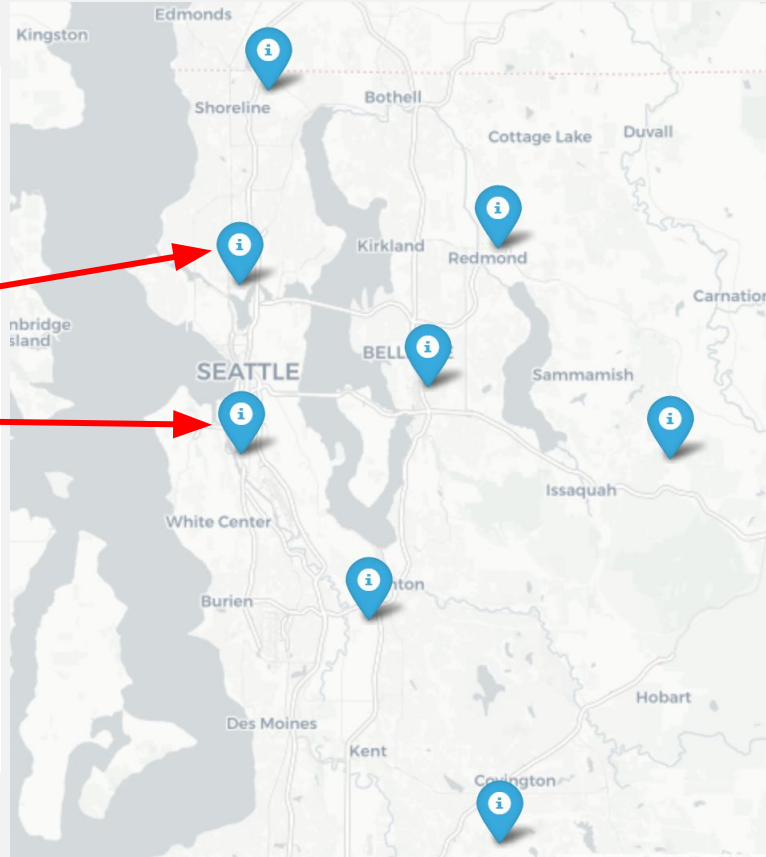 Edmonds
Kingston
Shoreline
Bothell
Cottage Lake
Duvall
Kirkland
Redmond
Carnation
nbridge
sland
SEATTLE
Sammamish
Issaquah
White Center
nton
Burien
Hobart
Des Moines
Kent
Covington